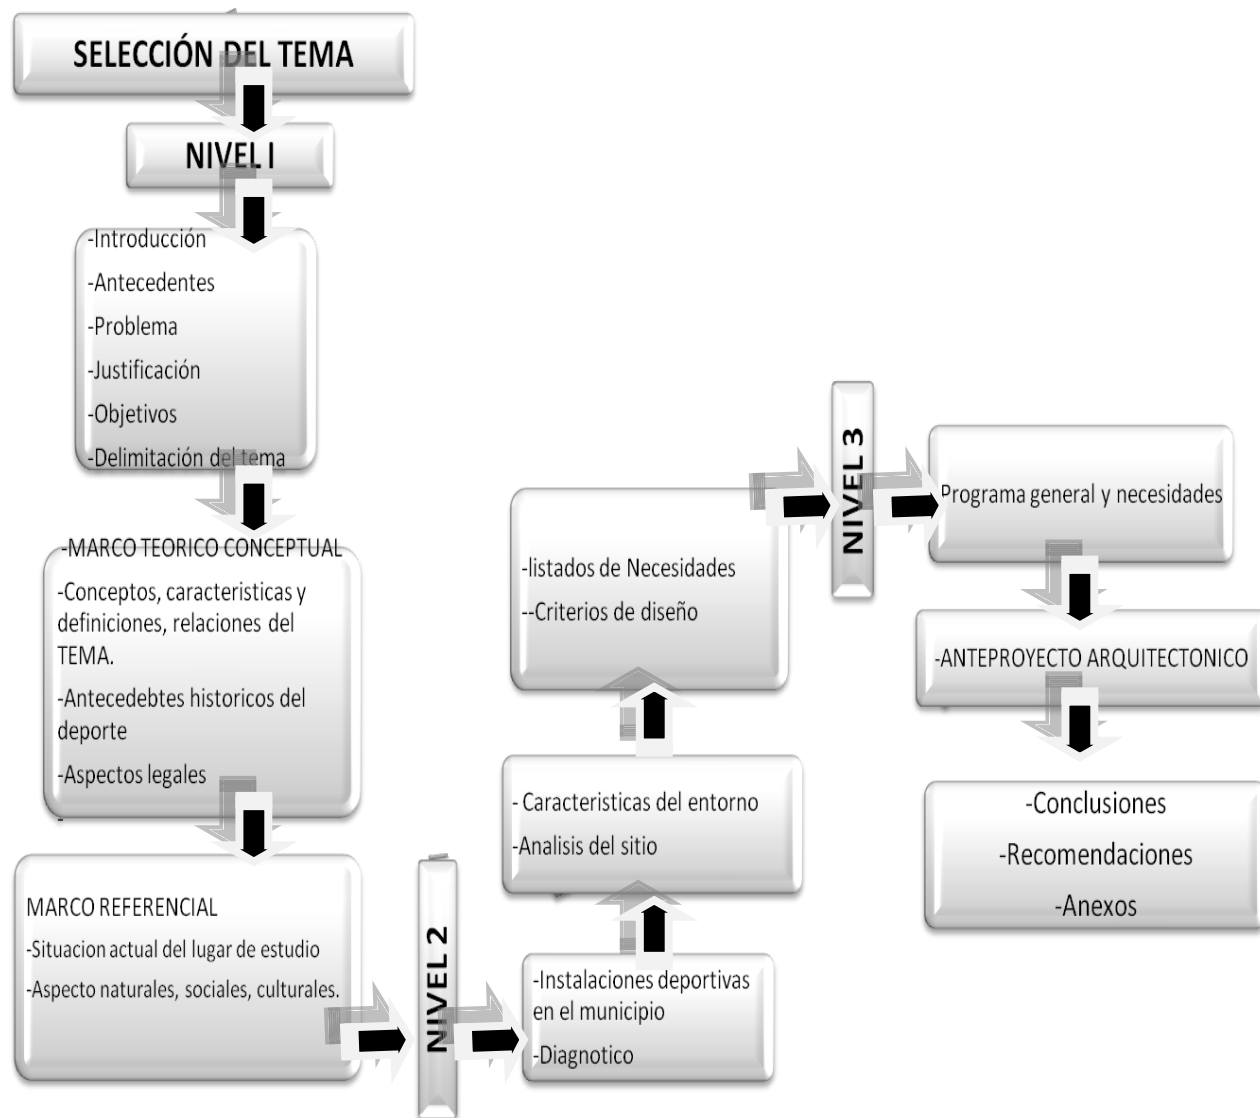 SELECCIÓN DEL TEMA
NIVEL I
-Introducción
-Antecedentes
-Problema
-Justificación
-Objetivos
-Delimitación del tema
-MARCO TEORICO CONCEPTUAL
-Conceptos, caracteristicas y
definiciones, relaciones del
TEMA.
-Antecedebtes historicos del
deporte
-Aspectos legales
-
MARCO REFERENCIAL
-Situacion actual del lugar de estudio
-Aspecto naturales, sociales, culturales.
NIVEL 2
-Instalaciones deportivas
en el municipio
-Diagnotico
- Caracteristicas del entorno
-Analisis del sitio
-listados de Necesidades
--Criterios de diseño
NIVEL 3
Programa general y necesidades
-ANTEPROYECTO ARQUITECTONICO
-Conclusiones
-Recomendaciones
-Anexos